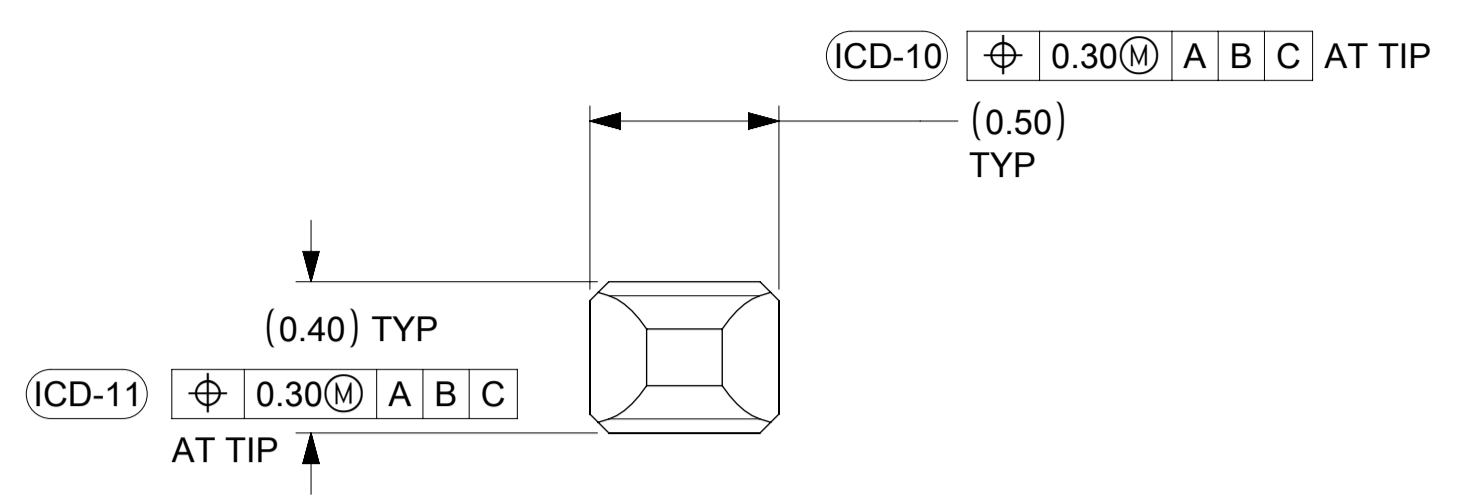 ICD-10 ⌖ 0.30Ⓜ A B C AT TIP
(0.50)
TYP
(0.40) TYP
ICD-11 ⌖ 0.30Ⓜ A B C
AT TIP